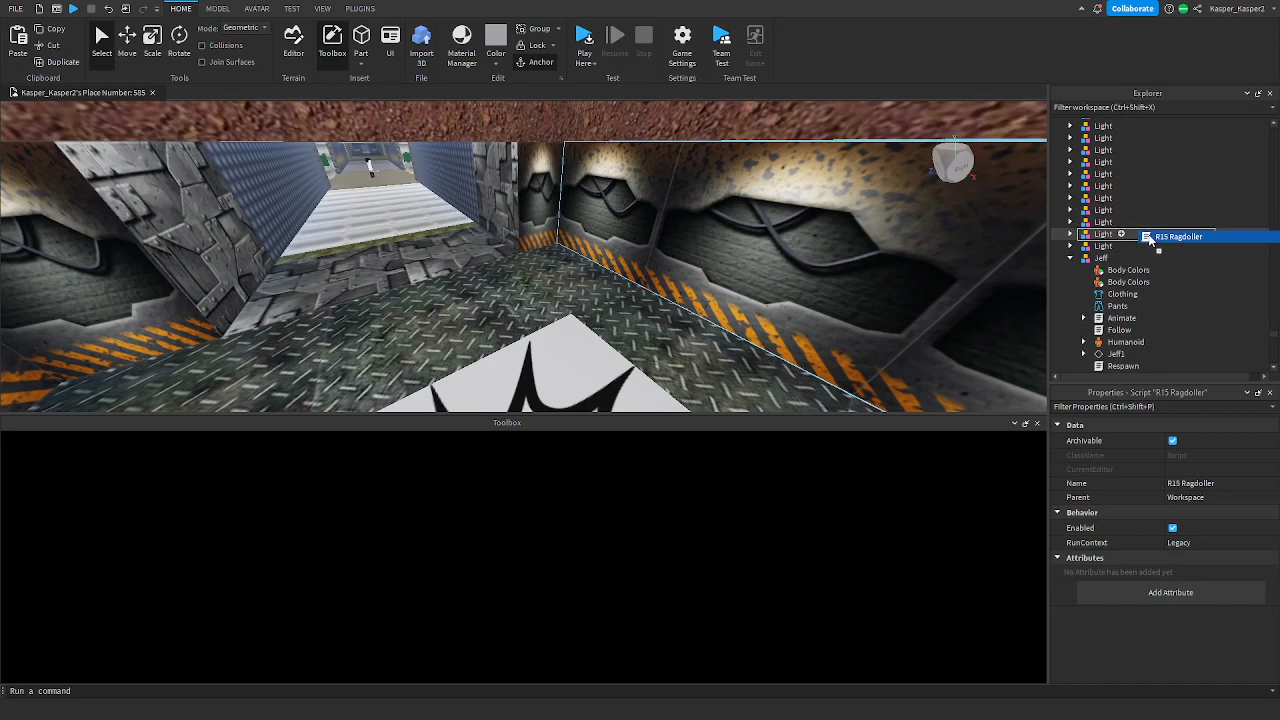 FILE
HOME
MODEL
AVATAR
TEST
VIEW
PLUGINS
Collaborate
Kasper_Kasper2
Paste
Copy
Cut
Duplicate
Clipboard
Select
Move
Scale
Rotate
Mode: Geometric
Collisions
Join Surfaces
Tools
Editor
Terrain
Toolbox
Part
UI
Insert
Import
3D
File
Material
Manager
Color
Group
Lock
Anchor
Edit
Play
Here
Resume
Stop
Test
Game
Settings
Settings
Team
Test
Exit
Game
Team Test
Kasper_Kasper2's Place Number: 585
Explorer
Filter workspace (Ctrl+Shift+X)
Light
Light
Light
Light
Light
Light
Light
Light
Light
Light
R15 Ragdoller
Light
Jeff
Body Colors
Body Colors
Clothing
Pants
Animate
Follow
Humanoid
Jeff1
Respawn
Properties - Script "R15 Ragdoller"
Filter Properties (Ctrl+Shift+P)
Data
Archivable
ClassName Script
CurrentEditor
Name R15 Ragdoller
Parent Workspace
Behavior
Enabled
RunContext Legacy
Attributes
No Attribute has been added yet
Add Attribute
Toolbox
Run a command